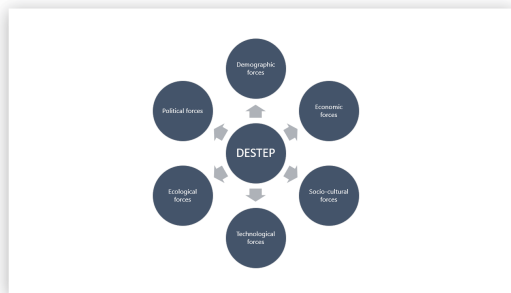 Demographic
forces
Economic
forces
Socio-cultural
forces
Technological
forces
Ecological
forces
Political forces
DESTEP